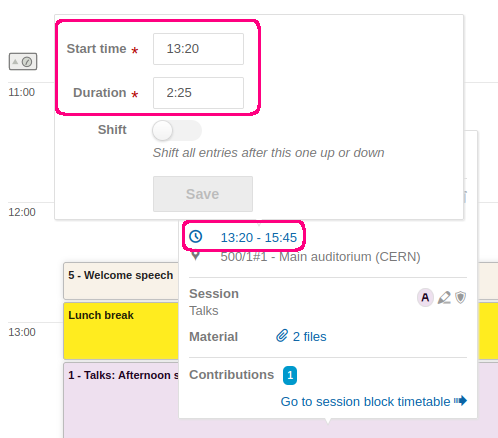 Start time * 13:20
11:00
Duration * 2:25
Shift
Shift all entries after this one up or down
Save
12:00
13:20 - 15:45
500/1#1 - Main auditorium (CERN)
5 - Welcome speech
Session A
Talks
Lunch break
13:00
Material 2 files
1 - Talks: Afternoon s
Contributions 1
Go to session block timetable